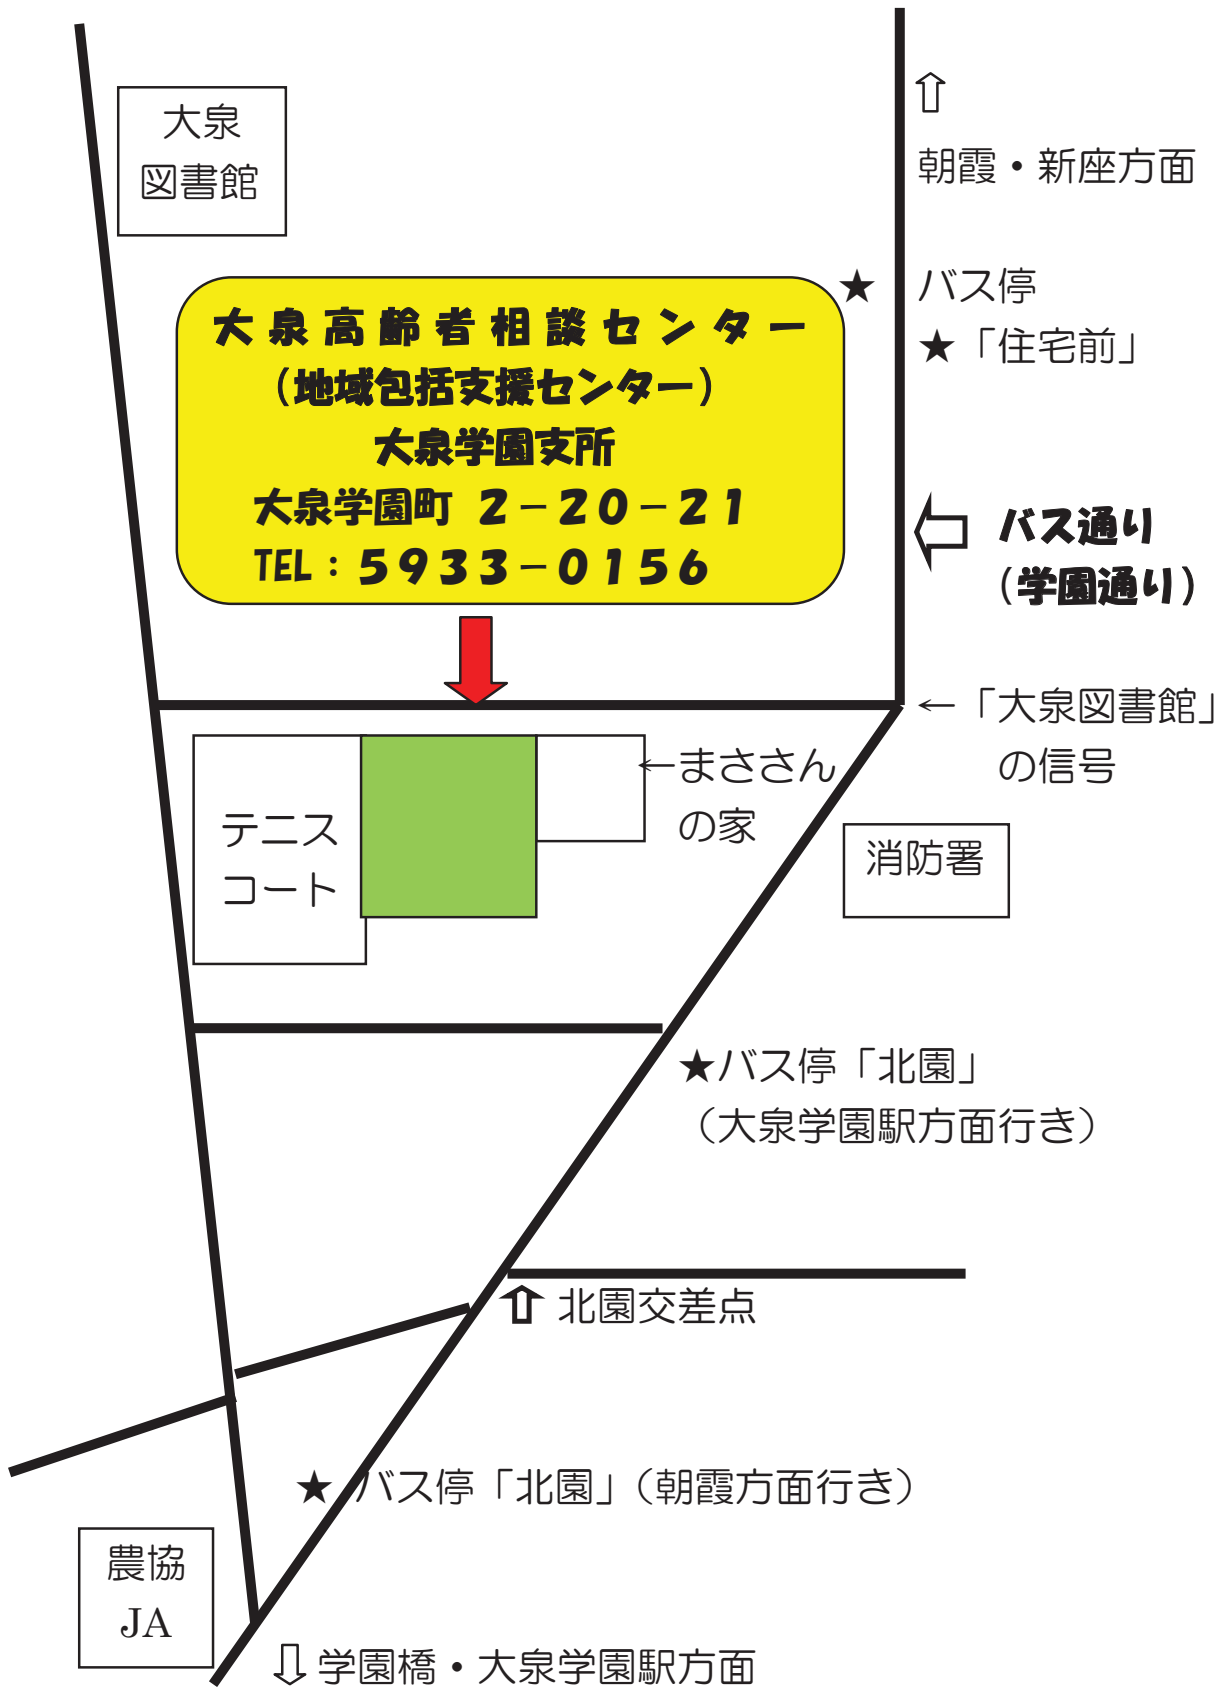 大泉
図書館
⇧
朝霞・新座方面
★ バス停
★「住宅前」
大泉高齢者相談センター
（地域包括支援センター）
大泉学園支所
大泉学園町 2－20－21
TEL：5933－0156
バス通り
（学園通り）
←「大泉図書館」
の信号
←まささん
の家
テニス
コート
消防署
★バス停「北園」
（大泉学園駅方面行き）
⇧ 北園交差点
★ バス停「北園」（朝霞方面行き）
農協
JA
⇩ 学園橋・大泉学園駅方面